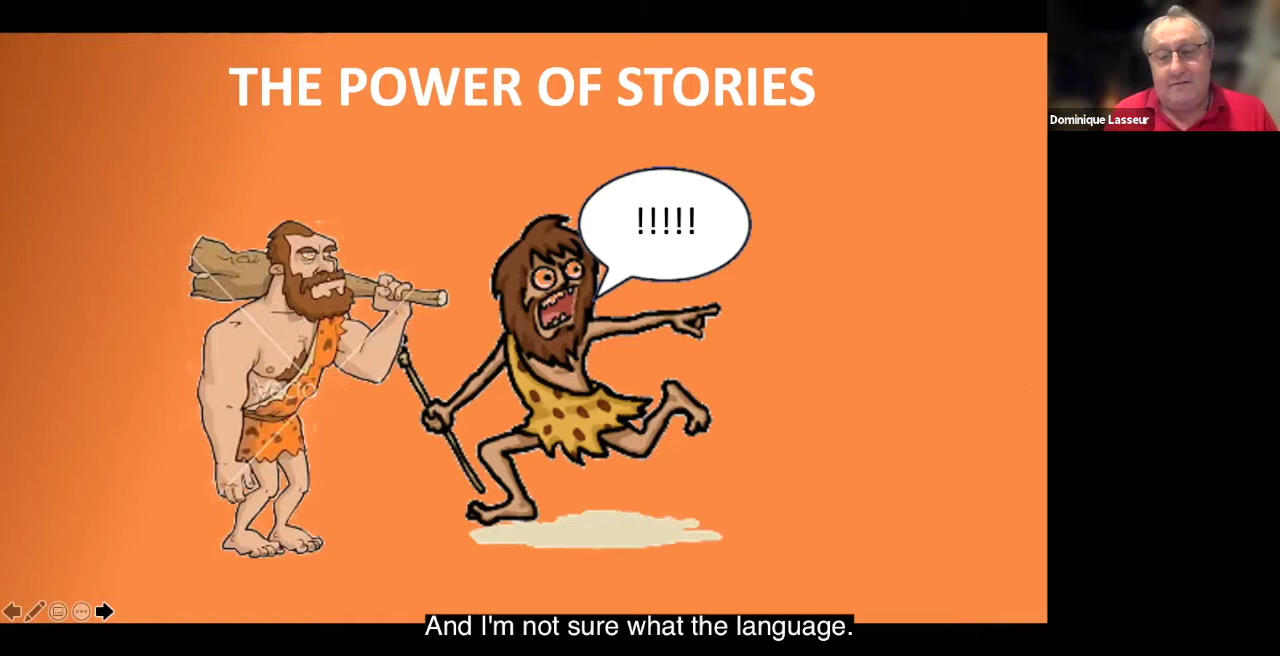 THE POWER OF STORIES
Dominique Lasseur
!!!!!
And I'm not sure what the language.